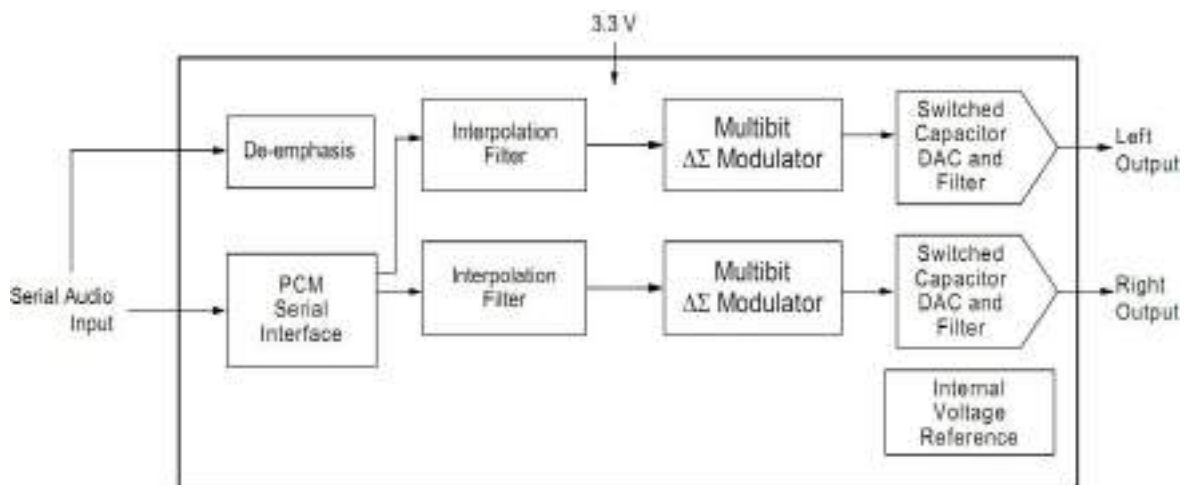 3.3 V
De-emphasis
Interpolation
Filter
Multibit
ΔΣ Modulator
Switched
Capacitor
DAC and
Filter
Left
Output
Serial Audio
Input
PCM
Serial
Interface
Interpolation
Filter
Multibit
ΔΣ Modulator
Switched
Capacitor
DAC and
Filter
Right
Output
Internal
Voltage
Reference